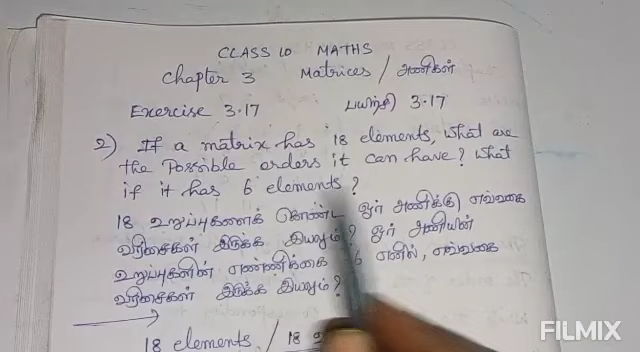 CLASS 10 MATHS
Chapter 3 Matrices / அணிகள்
Exercise 3.17 பயிற்சி 3.17
2) If a matrix has 18 elements, what are
the Possible orders it can have? What
if it has 6 elements?
18 உறுப்புகளைக் கொண்ட ஓர் அணிக்கு எவ்வகை
வரிசைகள் இருக்க இயலும்? ஓர் அணியின்
உறுப்புகளின் எண்ணிக்கை 6 எனில், எவ்வகை
வரிசைகள் இருக்க இயலும்?
18 elements / 18
FILMIX